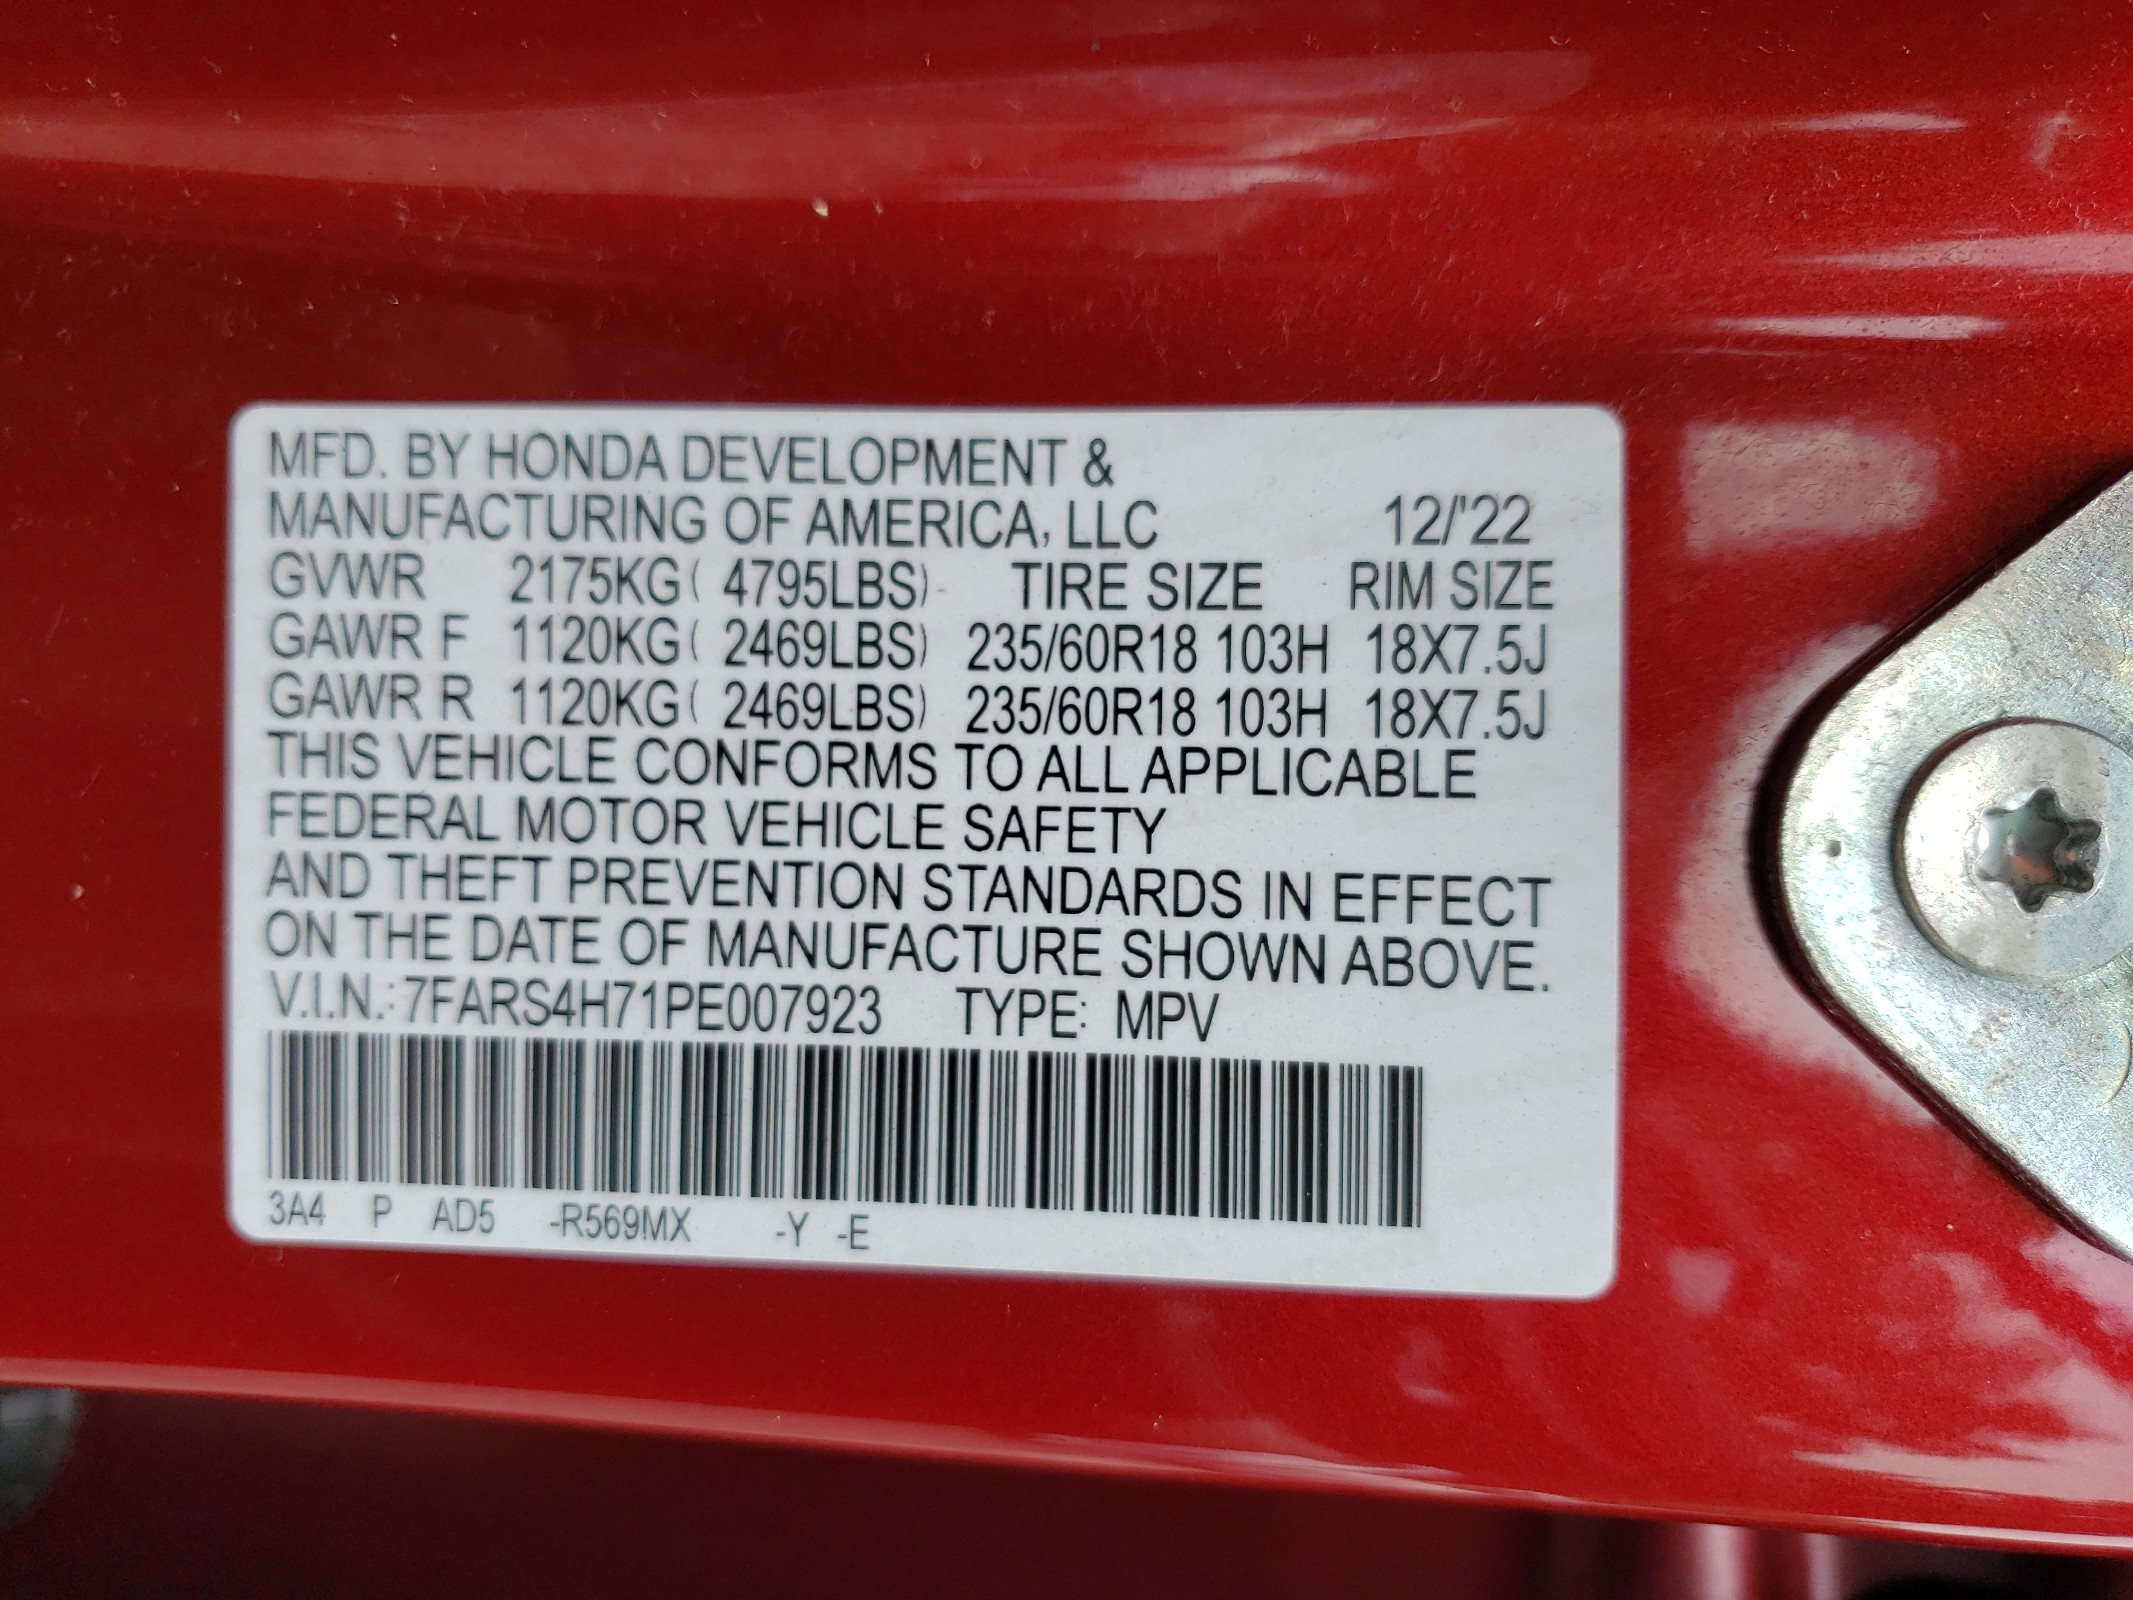 MFD. BY HONDA DEVELOPMENT &
MANUFACTURING OF AMERICA, LLC 12/'22
GVWR 2175KG( 4795LBS) TIRE SIZE RIM SIZE
GAWR F 1120KG( 2469LBS) 235/60R18 103H 18X7.5J
GAWR R 1120KG( 2469LBS) 235/60R18 103H 18X7.5J
THIS VEHICLE CONFORMS TO ALL APPLICABLE
FEDERAL MOTOR VEHICLE SAFETY
AND THEFT PREVENTION STANDARDS IN EFFECT
ON THE DATE OF MANUFACTURE SHOWN ABOVE.
V.I.N.: 7FARS4H71PE007923 TYPE: MPV
3A4 P AD5 -R569MX -Y -E